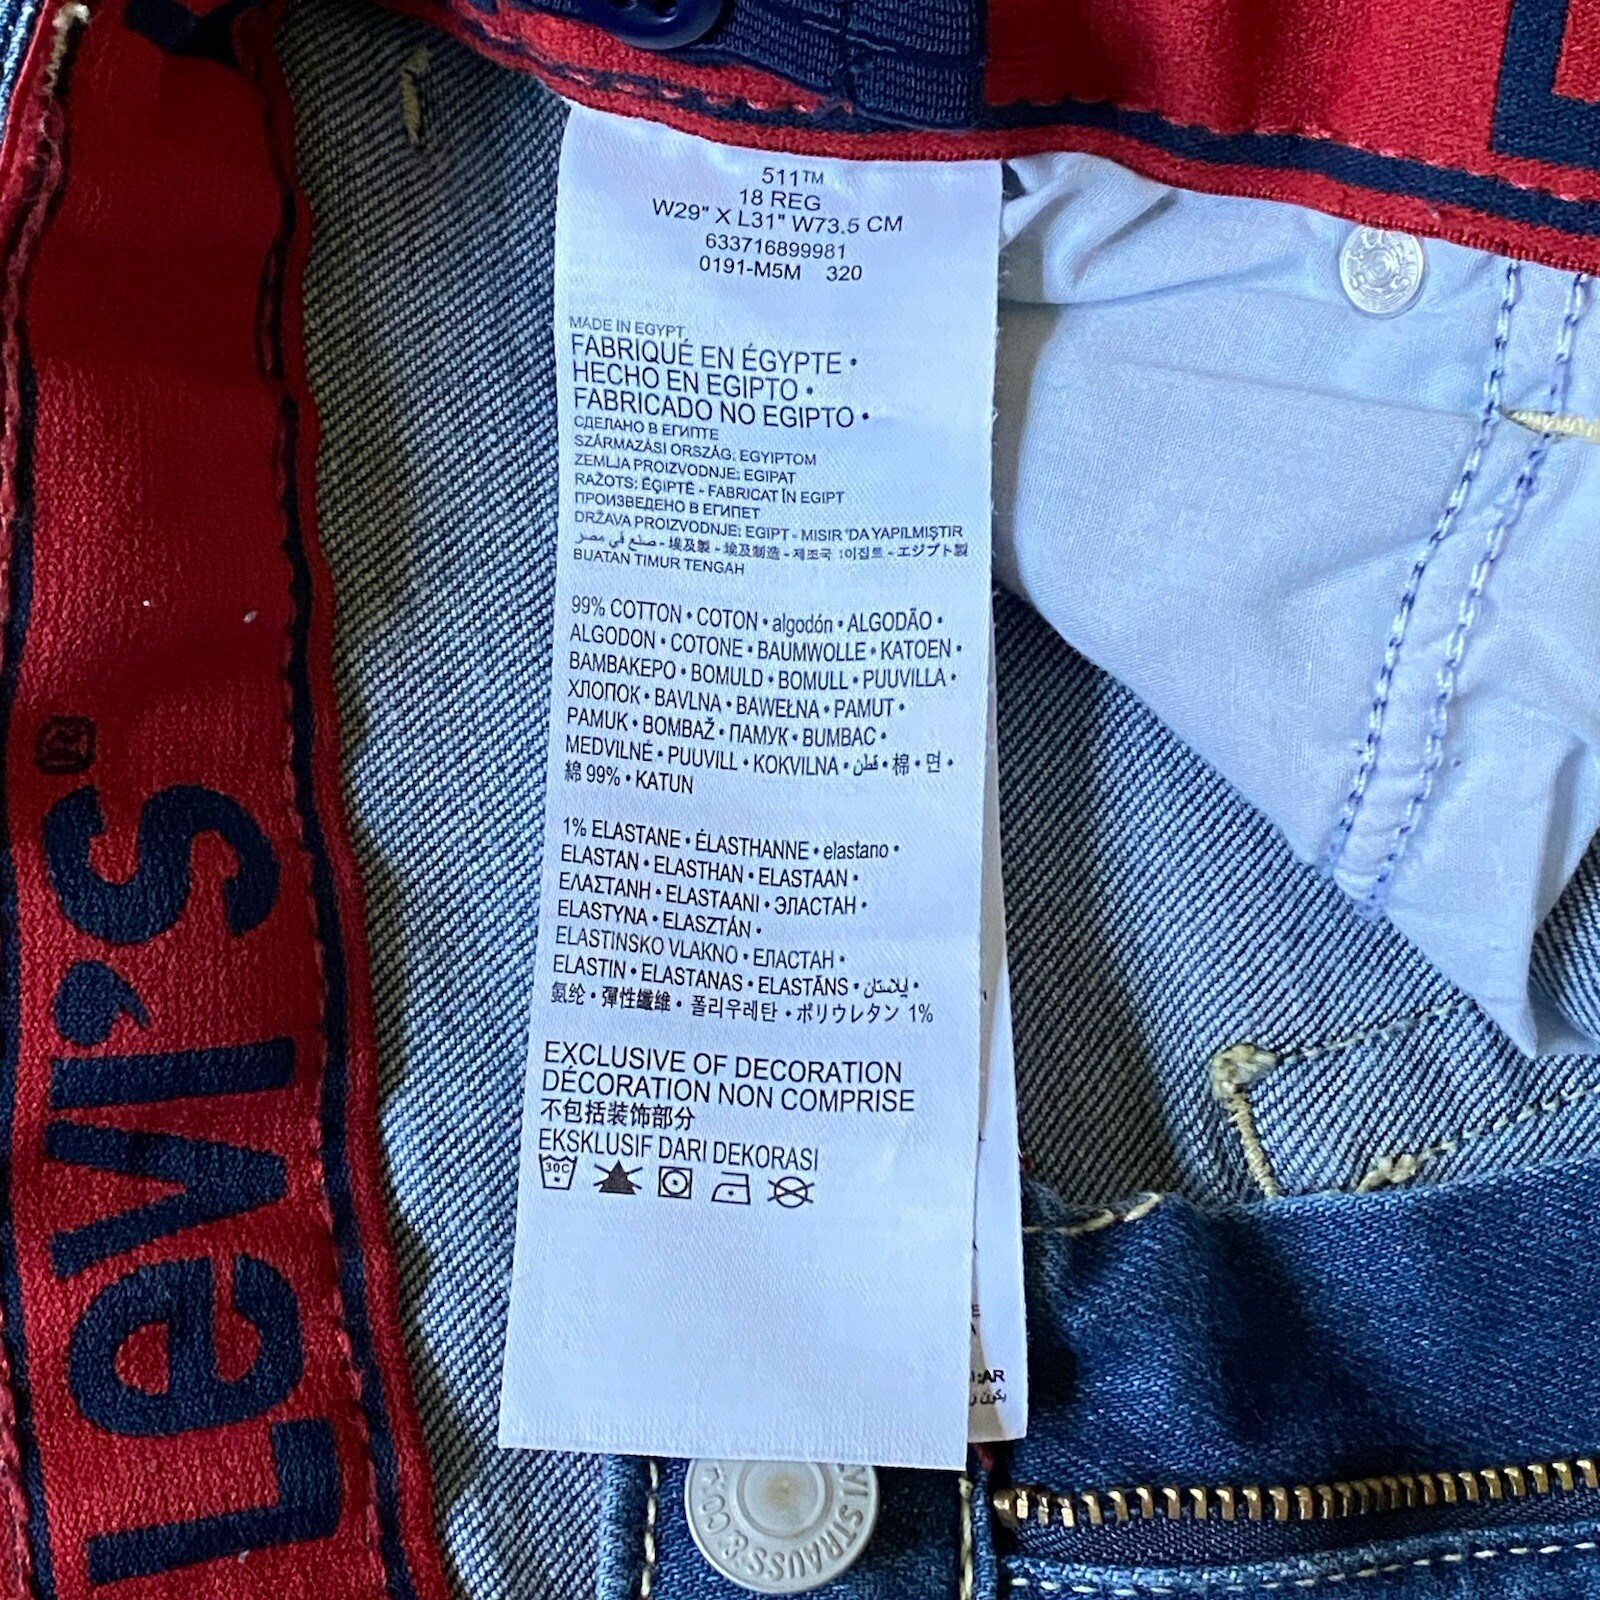 511™
18 REG
W29" X L31" W73.5 CM
633716899981
0191-M5M 320
MADE IN EGYPT
FABRIQUÉ EN ÉGYPTE •
HECHO EN EGIPTO •
FABRICADO NO EGIPTO •
СДЕЛАНО В ЕГИПТЕ
SZÁRMAZÁSI ORSZÁG: EGYIPTOM
ZEMLJA PROIZVODNJE: EGIPAT
RAŽOTS: ĒĢIPTĒ - FABRICAT ÎN EGIPT
ПРОИЗВЕДЕНО В ЕГИПЕТ
DRŽAVA PROIZVODNJE: EGIPT - MISIR 'DA YAPILMIŞTIR
صنع في مصر - 埃及製 - 埃及制造 - 제조국 :이집트 - エジプト製
BUATAN TIMUR TENGAH
99% COTTON • COTON • algodón • ALGODÃO •
ALGODON • COTONE • BAUMWOLLE • KATOEN •
ΒΑΜΒΑΚΕΡΟ • BOMULD • BOMULL • PUUVILLA •
ХЛОПОК • BAVLNA • BAWEŁNA • PAMUT •
PAMUK • BOMBAŽ • ПАМУК • BUMBAC •
MEDVILNĖ • PUUVILL • KOKVILNA • قطن • 棉 • 면 •
綿 99% • KATUN
1% ELASTANE • ÉLASTHANNE • elastano •
ELASTAN • ELASTHAN • ELASTAAN •
ΕΛΑΣΤΑΝΗ • ELASTAANI • ЭЛАСТАН •
ELASTYNA • ELASZTÁN •
ELASTINSKO VLAKNO • ЕЛАСТАН •
ELASTIN • ELASTANAS • ELASTĀNS • إيلاستان •
氨纶 • 彈性纖維 • 폴리우레탄 • ポリウレタン 1%
EXCLUSIVE OF DECORATION
DÉCORATION NON COMPRISE
不包括装饰部分
EKSKLUSIF DARI DEKORASI
30C
:AR
Levi's®
LEVI STRAUSS & CO